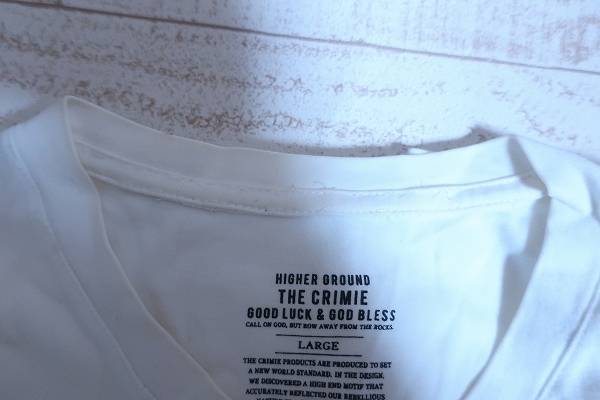 HIGHER GROUND
THE CRIMIE
GOOD LUCK & GOD BLESS
CALL ON GOD, BUT ROW AWAY FROM THE ROCKS.
LARGE
THE CRIMIE PRODUCTS ARE PRODUCED TO SET
A NEW WORLD STANDARD. IN THE DESIGN,
WE DISCOVERED A HIGH END MOTIF THAT
ACCURATELY REFLECTED OUR REBELLIOUS